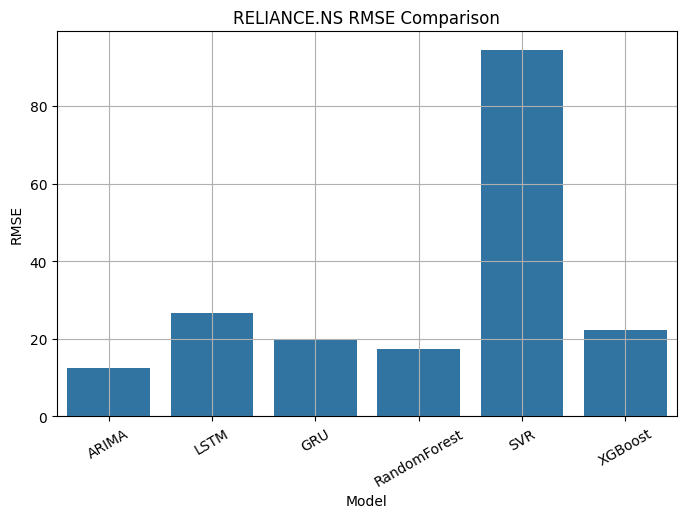 RELIANCE.NS RMSE Comparison
RMSE
80
60
40
20
0
ARIMA
LSTM
GRU
RandomForest
SVR
XGBoost
Model